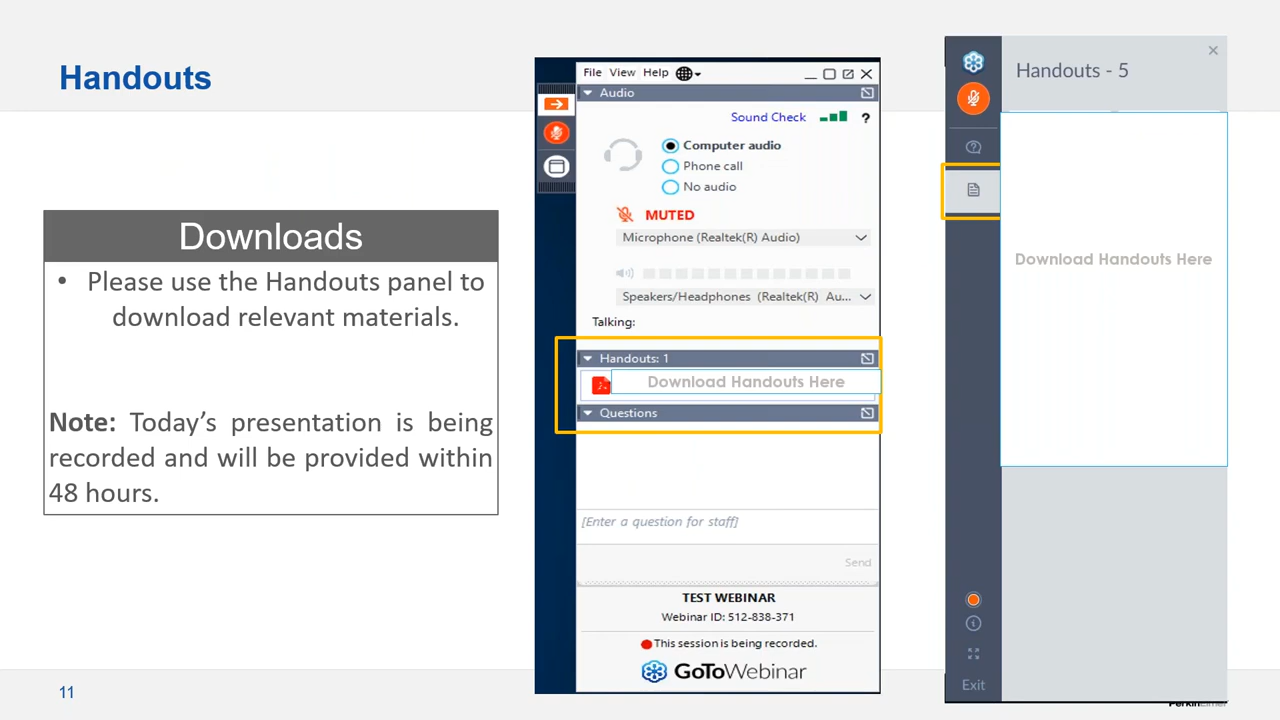 Handouts
Downloads
• Please use the Handouts panel to
download relevant materials.
Note: Today’s presentation is being
recorded and will be provided within
48 hours.
File View Help
Audio
Sound Check ?
Computer audio
Phone call
No audio
MUTED
Microphone (Realtek(R) Audio)
Speakers/Headphones (Realtek(R) Au...
Talking:
Handouts: 1
Download Handouts Here
Questions
[Enter a question for staff]
Send
TEST WEBINAR
Webinar ID: 512-838-371
This session is being recorded.
GoToWebinar
Handouts - 5
Download Handouts Here
Exit
11
PerkinElmer